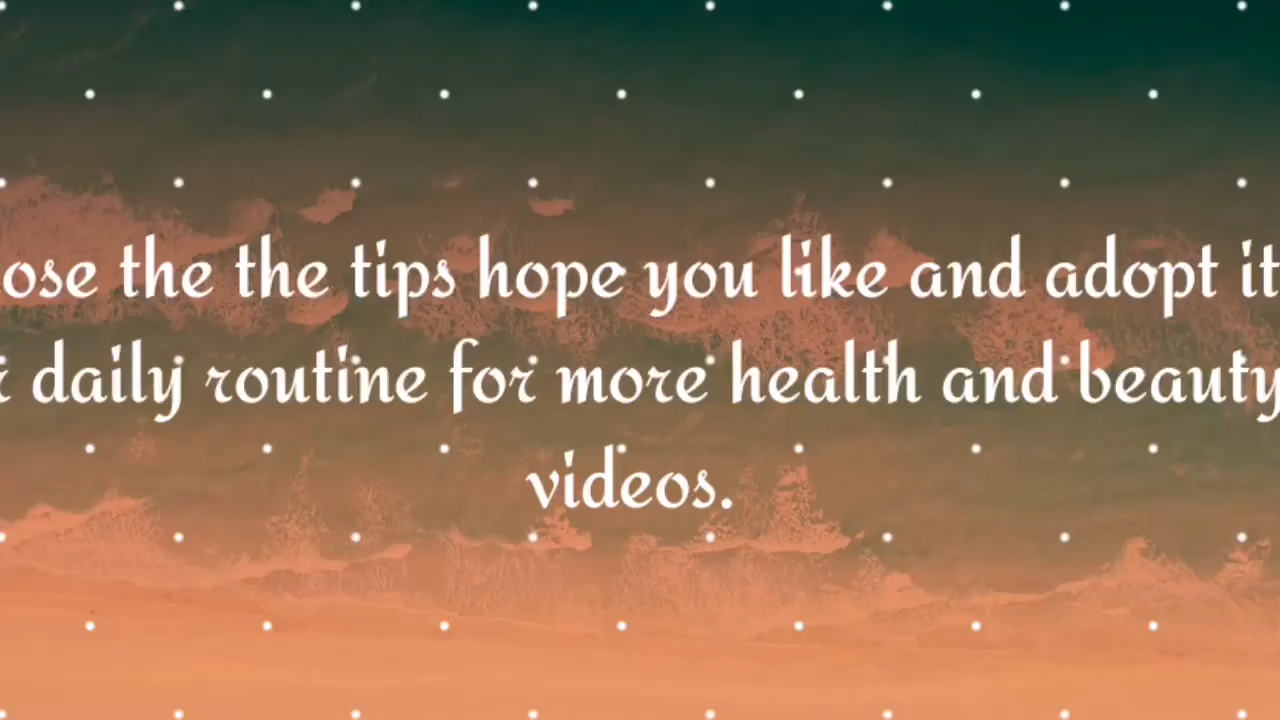 ose the the tips hope you like and adopt it
daily routine for more health and beauty
videos.